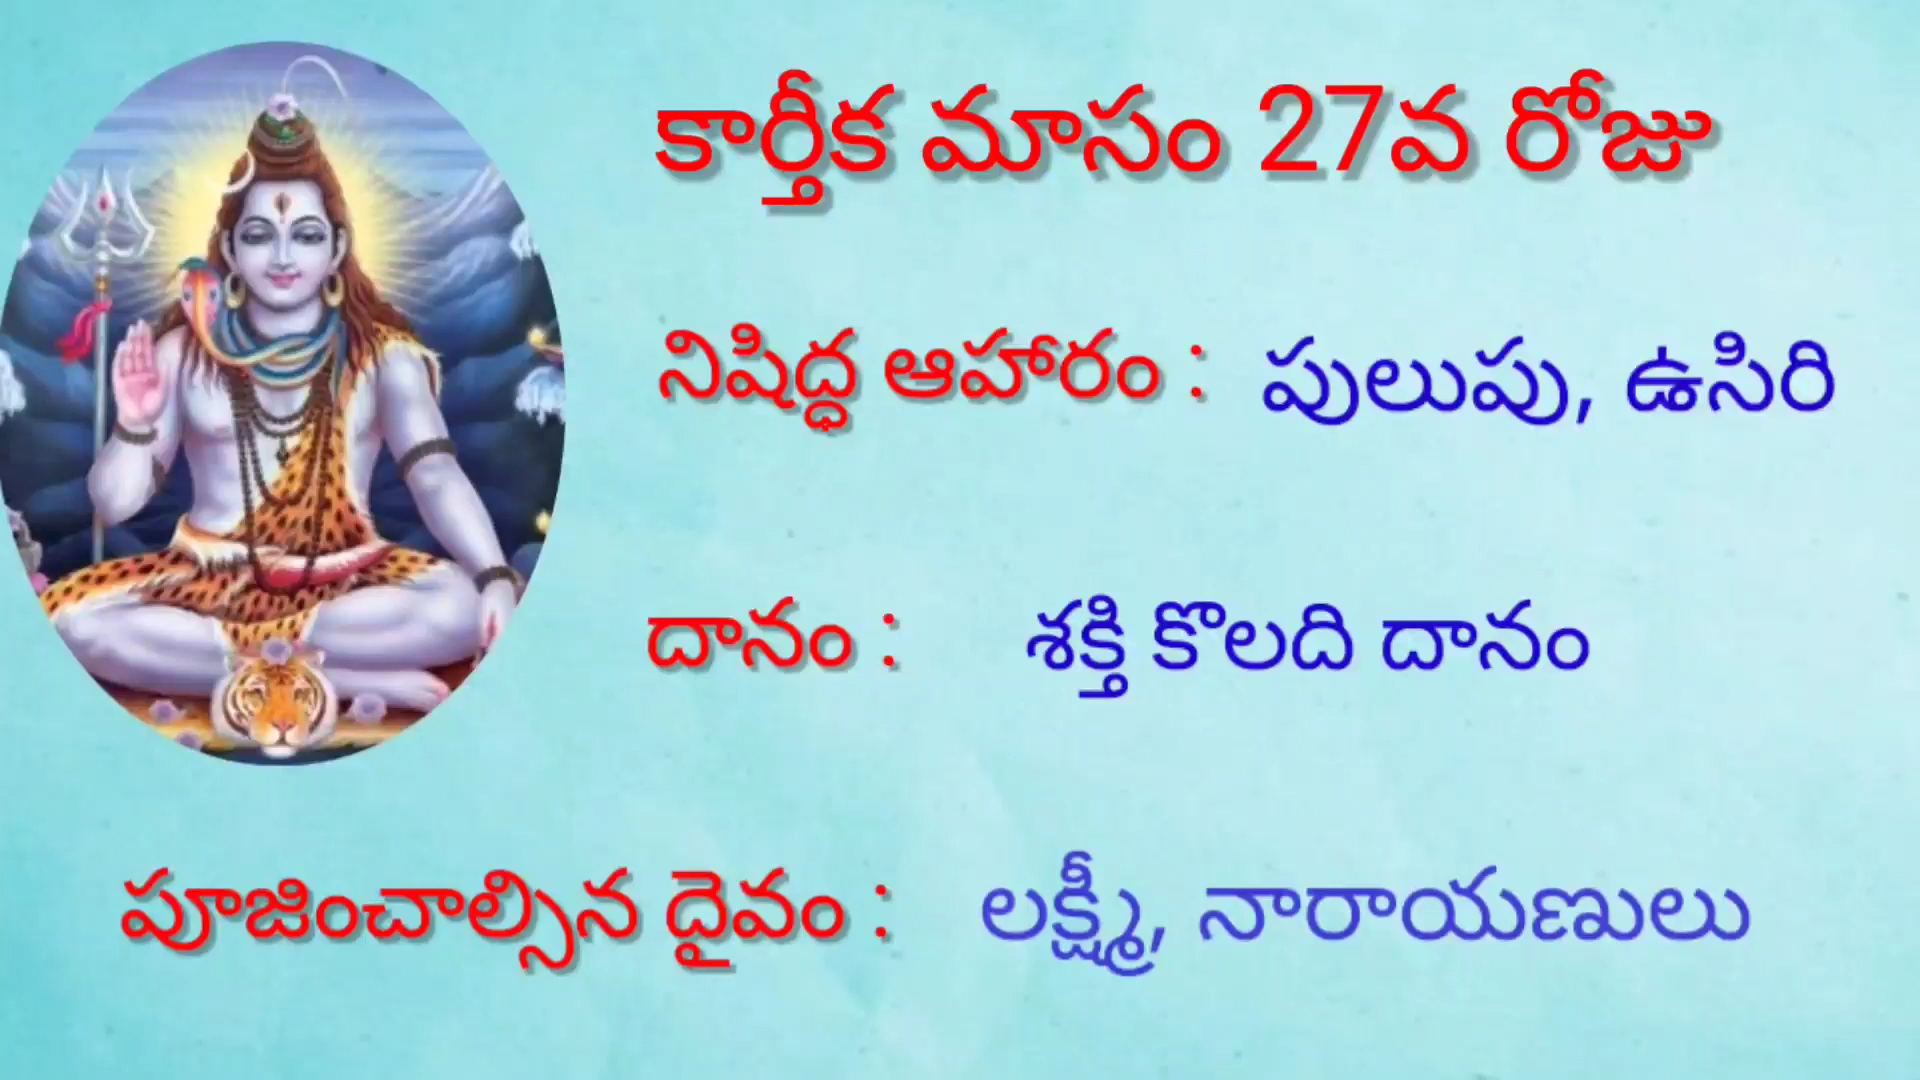 కార్తీక మాసం 27వ రోజు
నిషిద్ధ ఆహారం : పులుపు, ఉసిరి
దానం : శక్తి కొలది దానం
పూజించాల్సిన దైవం : లక్ష్మీ, నారాయణులు